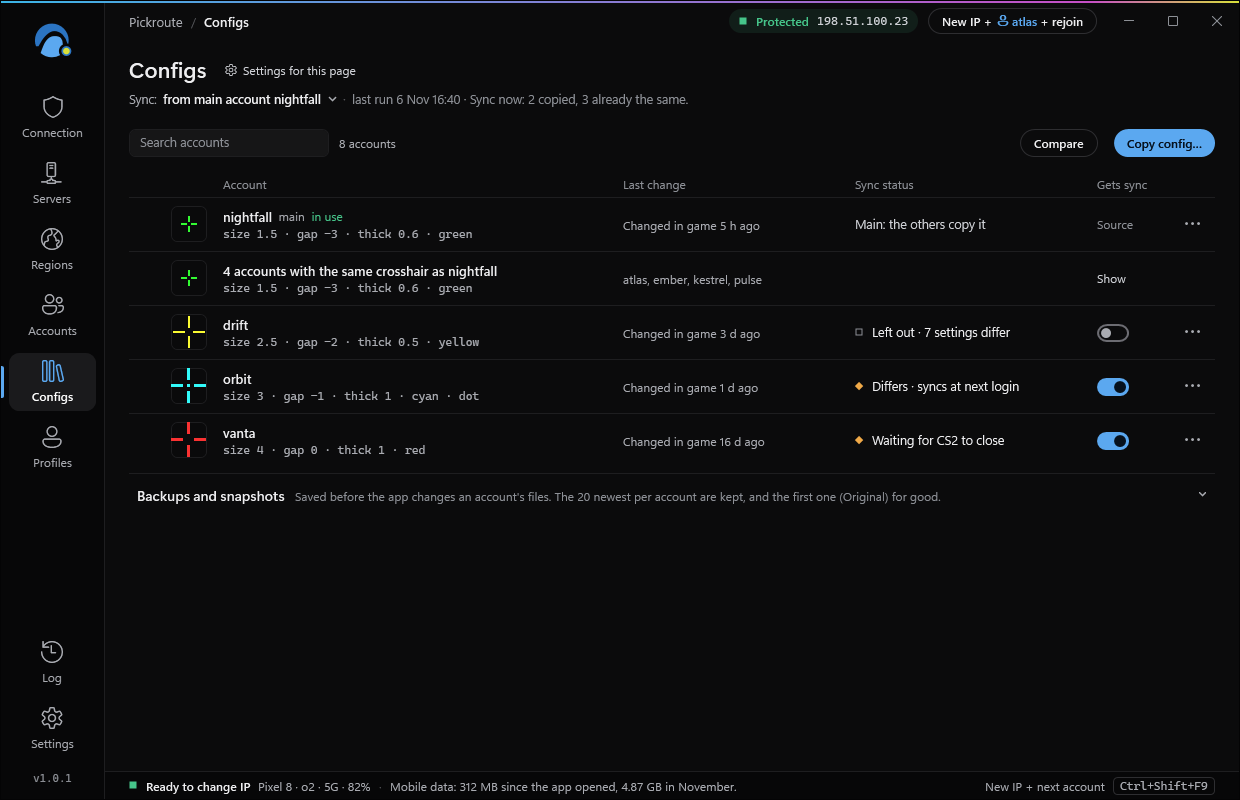 Pickroute / Configs
Protected 198.51.100.23
New IP + atlas + rejoin
Connection
Servers
Regions
Accounts
Configs
Profiles
Log
Settings
v1.0.1
Configs
Settings for this page
Sync: from main account nightfall · last run 6 Nov 16:40 · Sync now: 2 copied, 3 already the same.
Search accounts
8 accounts
Compare
Copy config...
Account Last change Sync status Gets sync
nightfall main in use
size 1.5 · gap −3 · thick 0.6 · green
Changed in game 5 h ago
Main: the others copy it
Source
4 accounts with the same crosshair as nightfall
size 1.5 · gap −3 · thick 0.6 · green
atlas, ember, kestrel, pulse
Show
drift
size 2.5 · gap −2 · thick 0.5 · yellow
Changed in game 3 d ago
Left out · 7 settings differ
orbit
size 3 · gap −1 · thick 1 · cyan · dot
Changed in game 1 d ago
Differs · syncs at next login
vanta
size 4 · gap 0 · thick 1 · red
Changed in game 16 d ago
Waiting for CS2 to close
Backups and snapshots Saved before the app changes an account's files. The 20 newest per account are kept, and the first one (Original) for good.
Ready to change IP Pixel 8 · o2 · 5G · 82% · Mobile data: 312 MB since the app opened, 4.87 GB in November.
New IP + next account Ctrl+Shift+F9